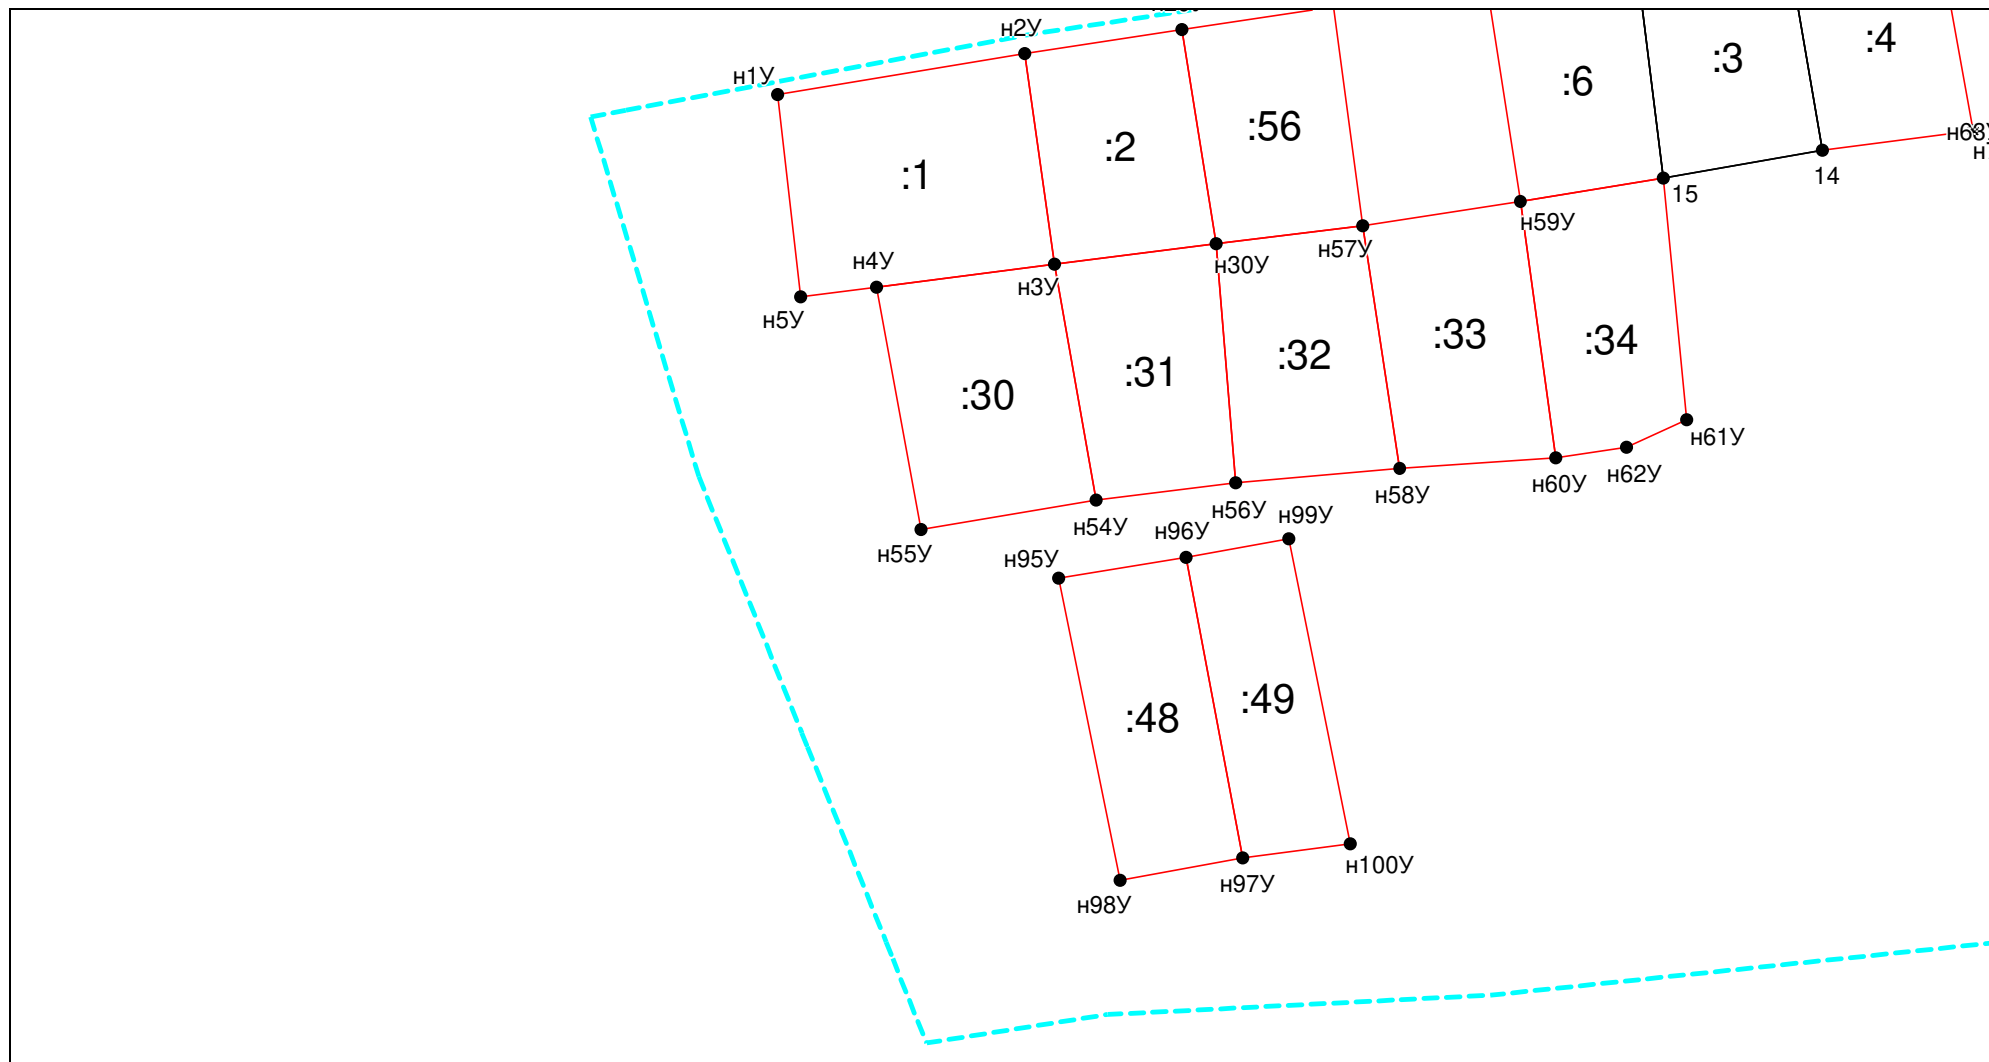 н2У
н1У
:4
:3
:6
:56
н63У
:2
:1
14
15
н59У
н57У
н4У
н30У
н3У
н5У
:33
:34
:32
:31
:30
н61У
н62У
н60У
н58У
н56У
н99У
н54У
н96У
н55У
н95У
:49
:48
н100У
н97У
н98У